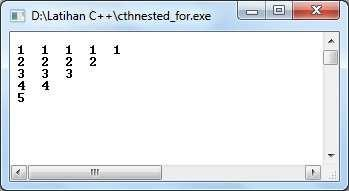 D:\Latihan C++\cthnested_for.exe
1 1 1 1 1
2 2 2 2
3 3 3
4 4
5